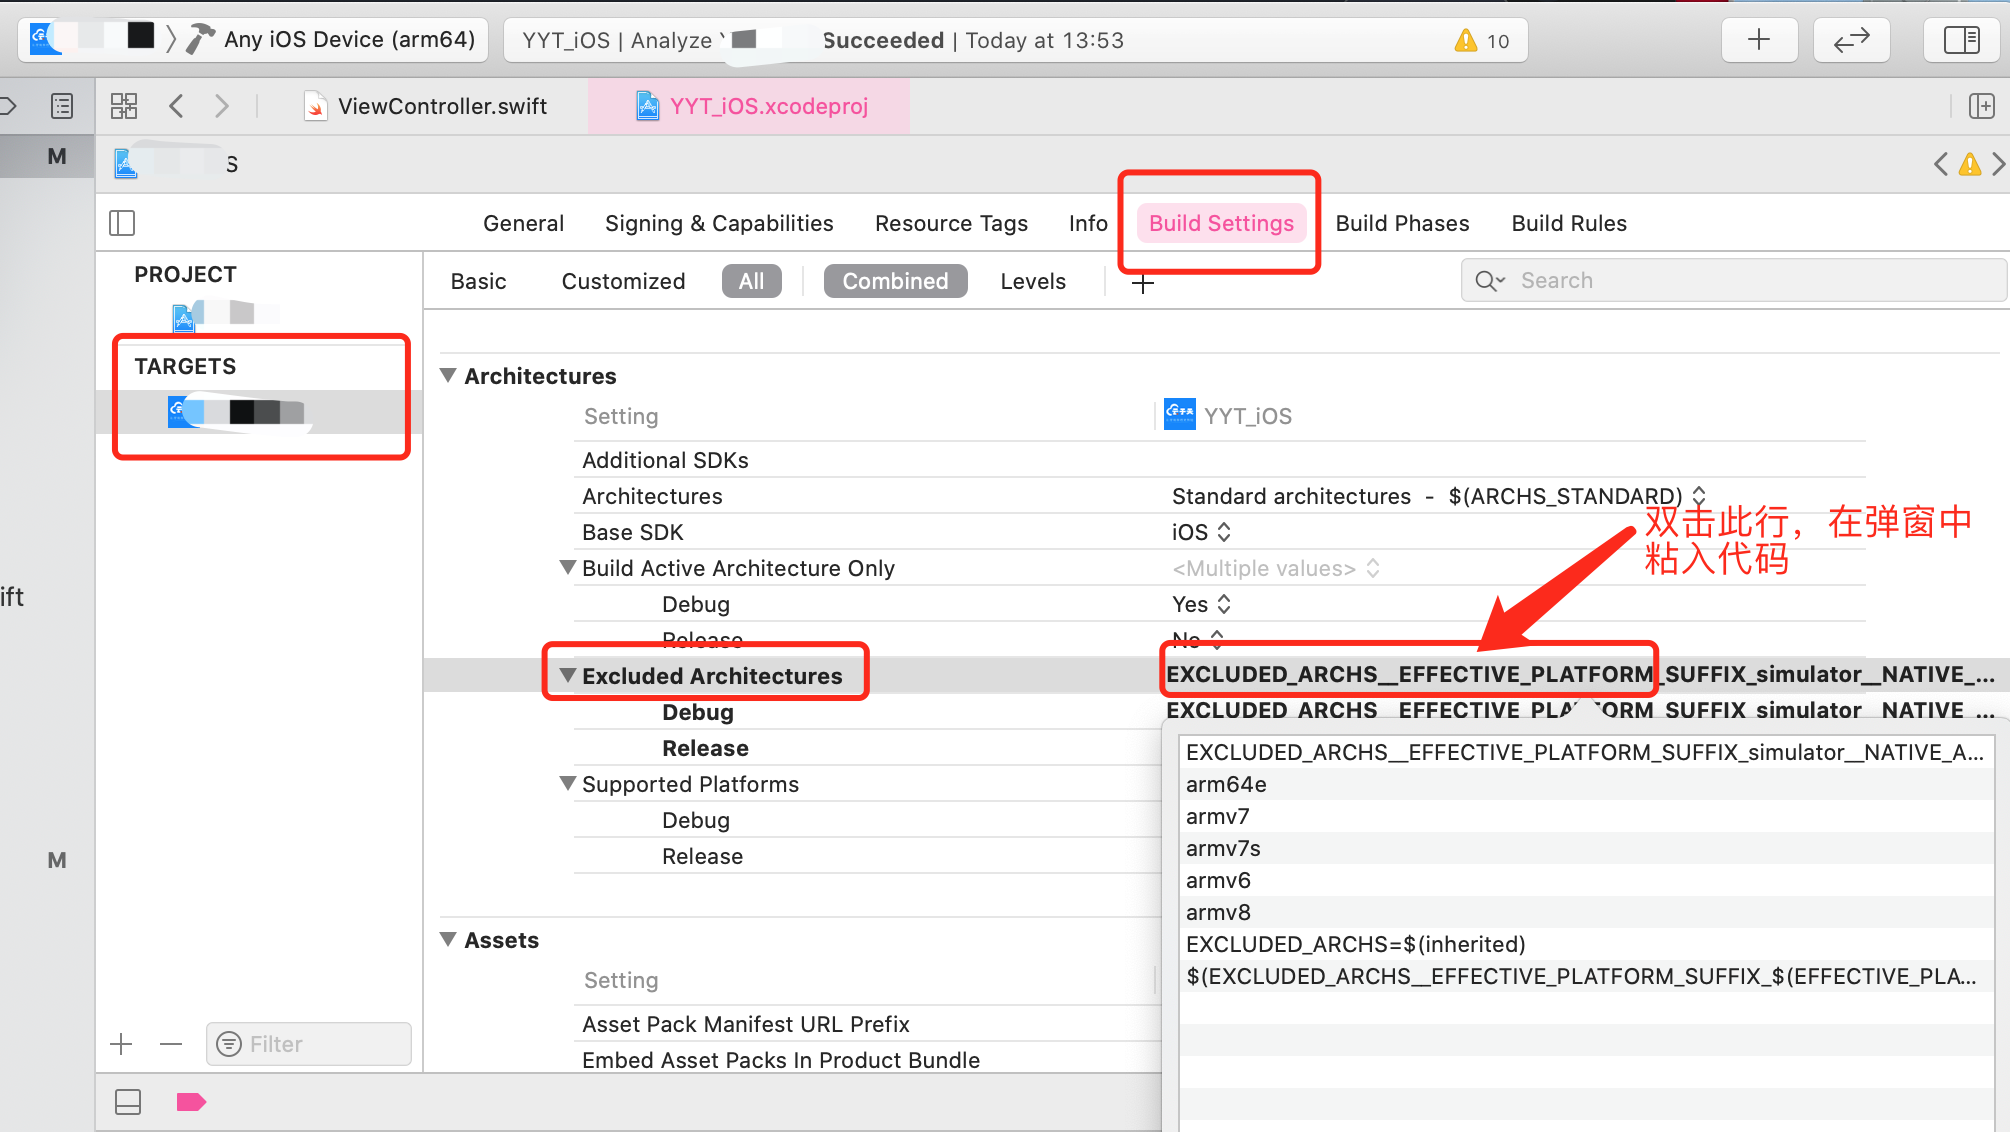 Any iOS Device (arm64)
YYT_iOS | Analyze Succeeded | Today at 13:53
10
ViewController.swift
YYT_iOS.xcodeproj
M
S
General
Signing & Capabilities
Resource Tags
Info
Build Settings
Build Phases
Build Rules
PROJECT
Basic
Customized
All
Combined
Levels
Search
TARGETS
Architectures
Setting
YYT_iOS
Additional SDKs
Architectures
Standard architectures - $(ARCHS_STANDARD)
双击此行，在弹窗中
粘入代码
Base SDK
iOS
Build Active Architecture Only
<Multiple values>
ift
Debug
Yes
Release
No
Excluded Architectures
EXCLUDED_ARCHS__EFFECTIVE_PLATFORM_SUFFIX_simulator__NATIVE_...
Debug
EXCLUDED_ARCHS__EFFECTIVE_PLATFORM_SUFFIX_simulator__NATIVE_...
Release
EXCLUDED_ARCHS__EFFECTIVE_PLATFORM_SUFFIX_simulator__NATIVE_A...
Supported Platforms
arm64e
Debug
armv7
Release
armv7s
M
armv6
armv8
Assets
EXCLUDED_ARCHS=$(inherited)
Setting
$(EXCLUDED_ARCHS__EFFECTIVE_PLATFORM_SUFFIX_$(EFFECTIVE_PLA...
Asset Pack Manifest URL Prefix
Filter
Embed Asset Packs In Product Bundle